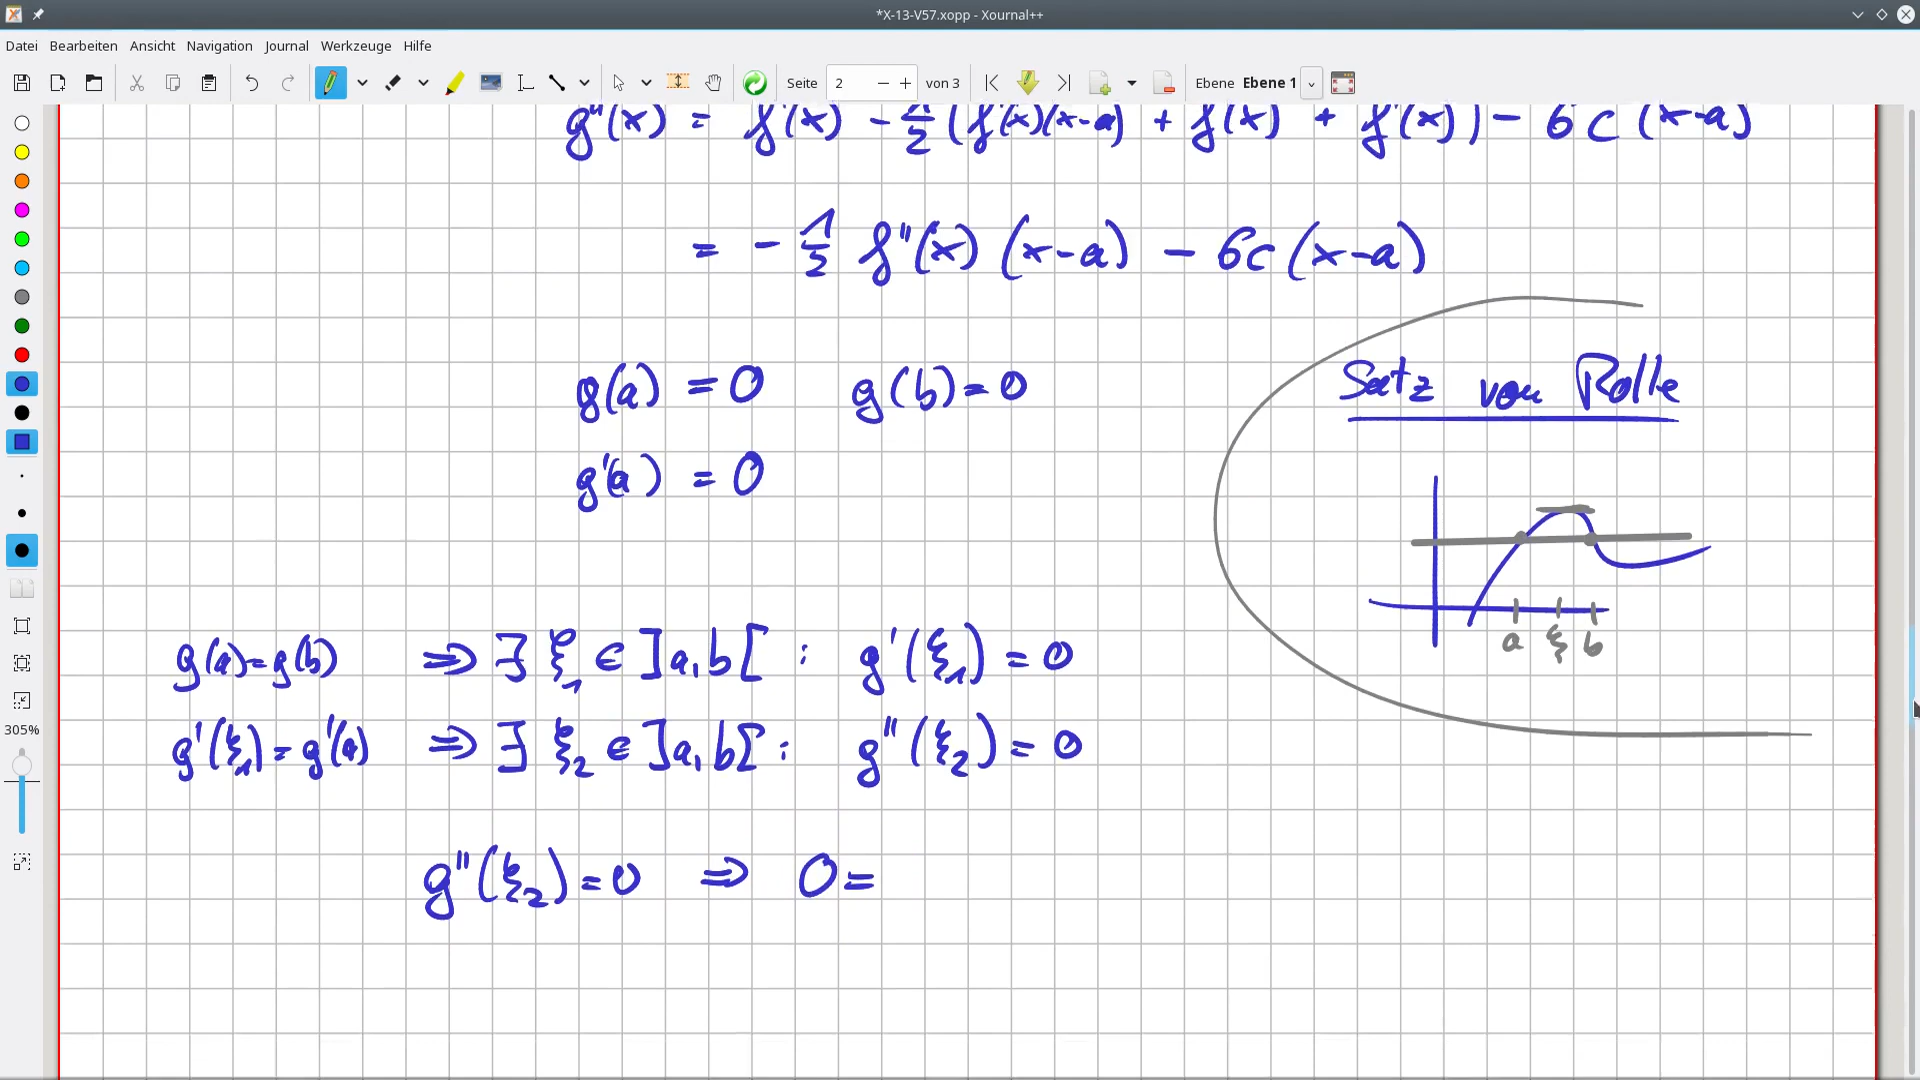 *X-13-V57.xopp - Xournal++
Datei Bearbeiten Ansicht Navigation Journal Werkzeuge Hilfe
Seite 2 von 3 Ebene Ebene 1
g''(x) = f'(x) - 1/2 (f''(x)(x-a) + f'(x) + f'(x)) - 6c (x-a)
= - 1/2 f''(x) (x-a) - 6c (x-a)
g(a) = 0 g(b) = 0
g'(a) = 0
Satz von Rolle
a ξ b
g(a) = g(b) ⇒ ∃ ξ₁ ∈ ]a,b[ : g'(ξ₁) = 0
g'(ξ₁) = g'(a) ⇒ ∃ ξ₂ ∈ ]a,b[ : g''(ξ₂) = 0
305%
g''(ξ₂) = 0 ⇒ 0 =